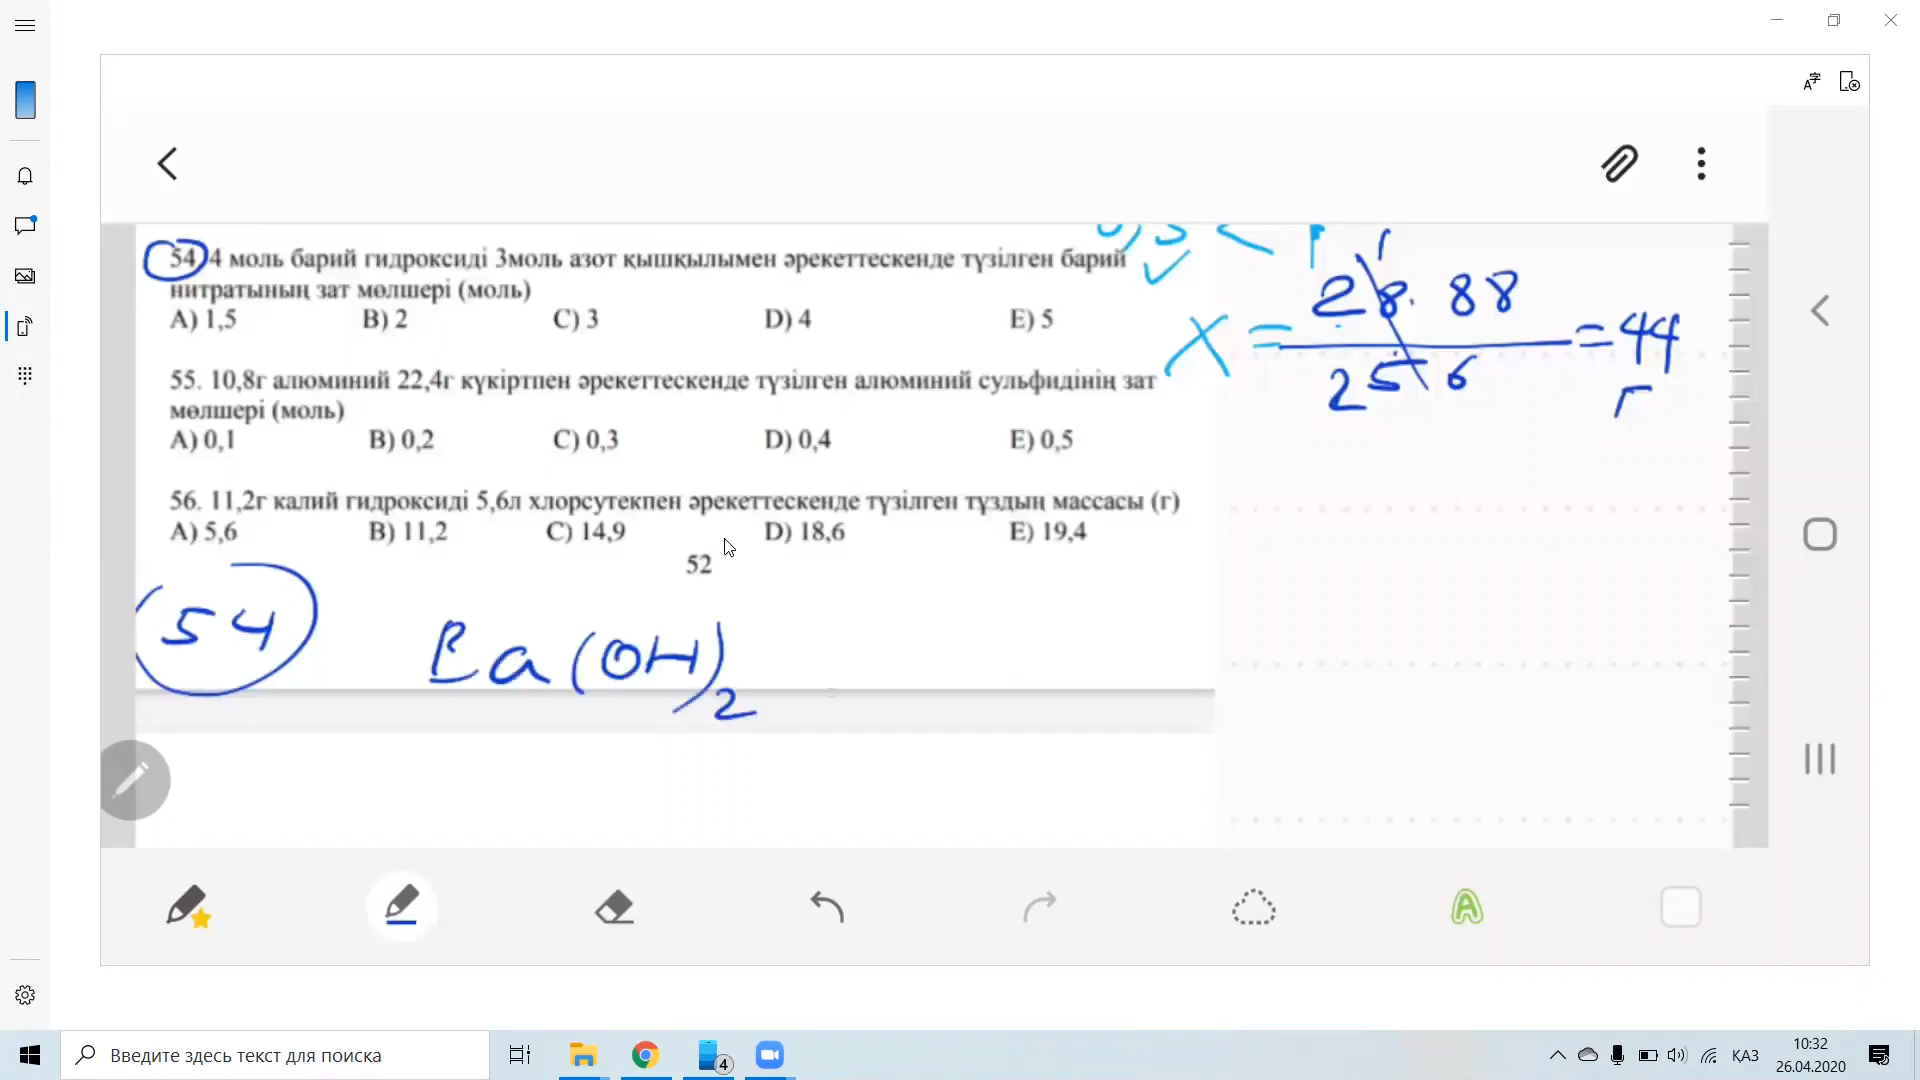 54. 4 моль барий гидроксиді 3моль азот қышқылымен әрекеттескенде түзілген барий
нитратының зат мөлшері (моль)
A) 1,5 B) 2 C) 3 D) 4 E) 5
55. 10,8г алюминий 22,4г күкіртпен әрекеттескенде түзілген алюминий сульфидінің зат
мөлшері (моль)
A) 0,1 B) 0,2 C) 0,3 D) 0,4 E) 0,5
56. 11,2г калий гидроксиді 5,6л хлорсутекпен әрекеттескенде түзілген тұздың массасы (г)
A) 5,6 B) 11,2 C) 14,9 D) 18,6 E) 19,4
52
54 Ba(OH)2
28 · 88
X = = 44
256
г
A
Введите здесь текст для поиска
4
ҚАЗ
10:32
26.04.2020